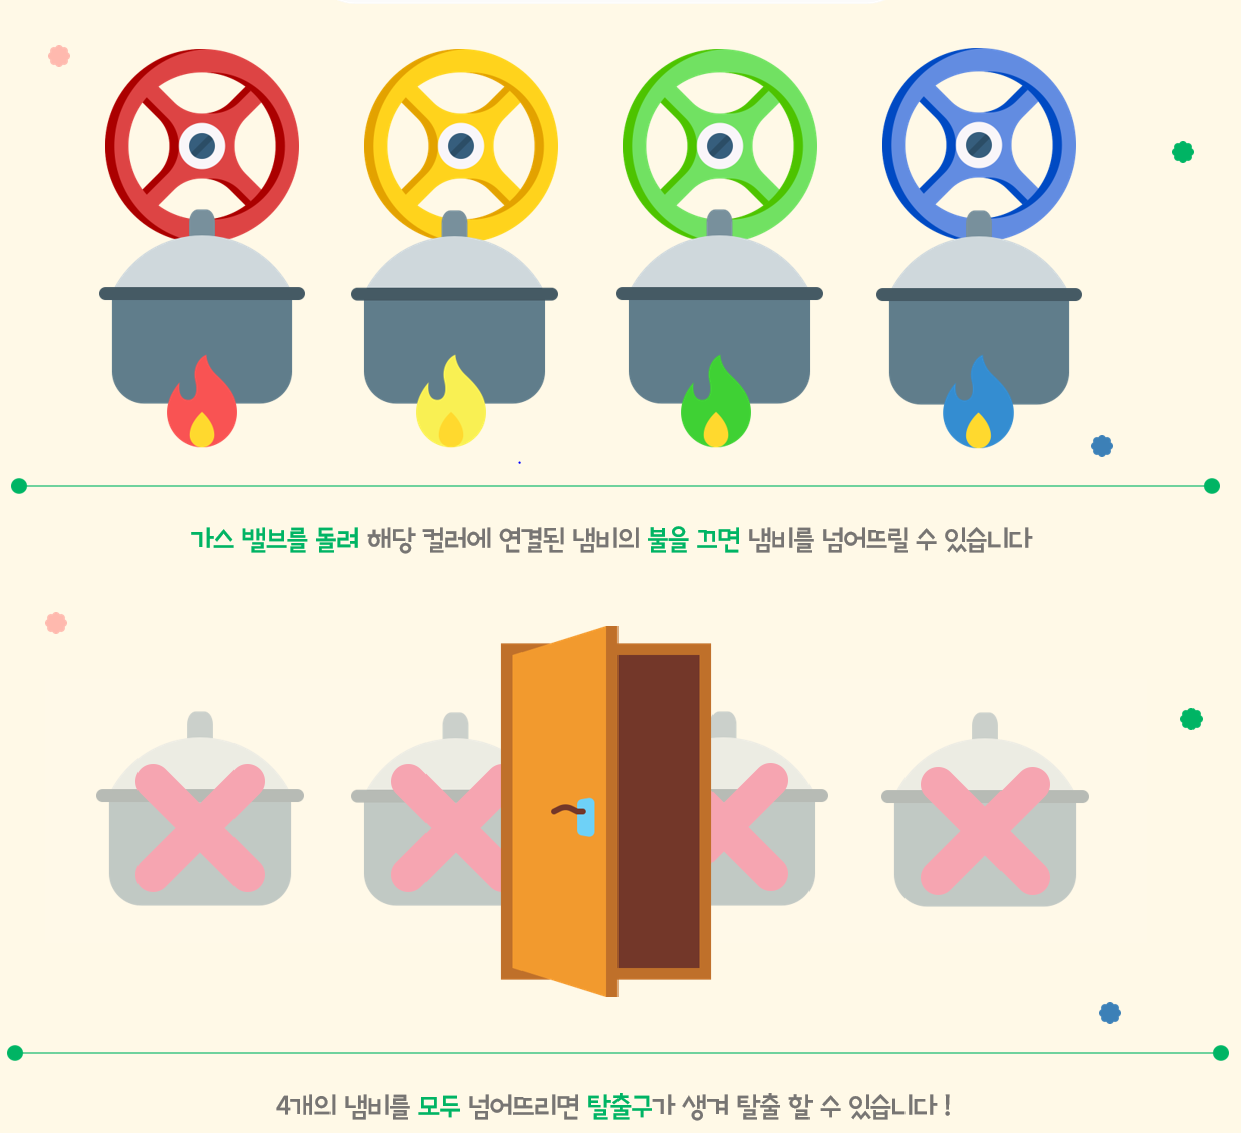 가스 밸브를 돌려 해당 컬러에 연결된 냄비의 불을 끄면 냄비를 넘어뜨릴 수 있습니다
4개의 냄비를 모두 넘어뜨리면 탈출구가 생겨 탈출 할 수 있습니다 !